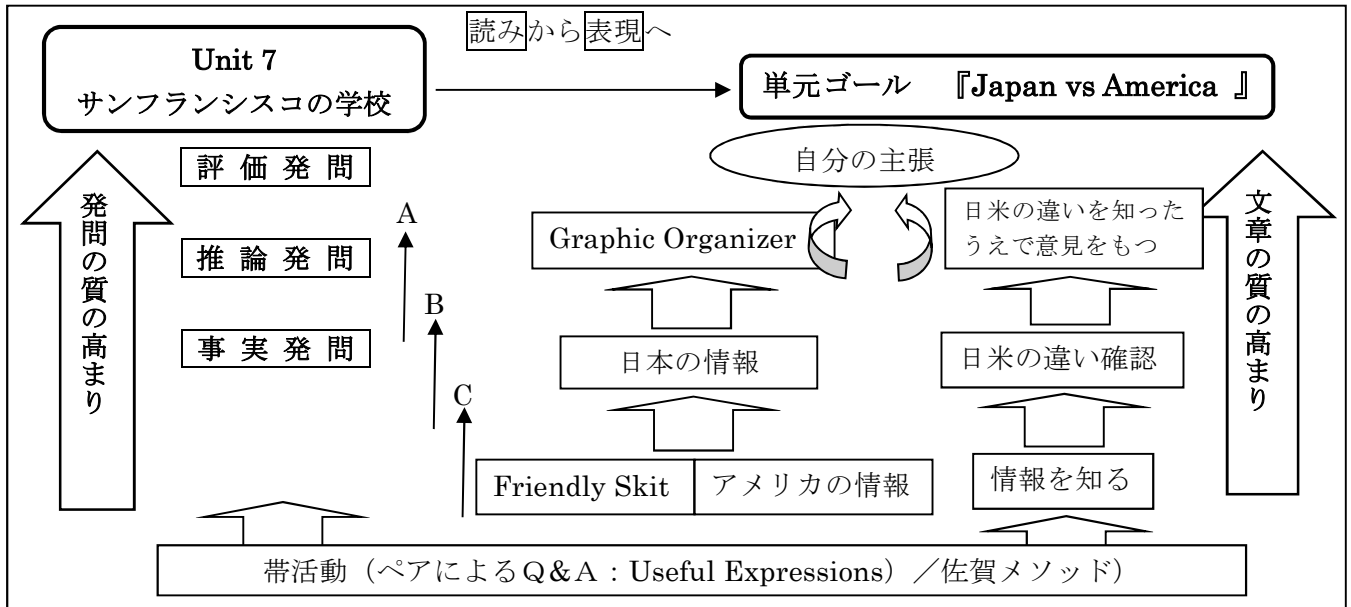 読みから表現へ
Unit 7
サンフランシスコの学校
単元ゴール 『Japan vs America 』
発問の質の高まり
評価発問
推論発問
事実発問
A
B
C
自分の主張
Graphic Organizer
日米の違いを知った
うえで意見をもつ
日本の情報
日米の違い確認
Friendly Skit
アメリカの情報
情報を知る
文章の質の高まり
帯活動（ペアによるＱ＆Ａ：Useful Expressions）／佐賀メソッド）